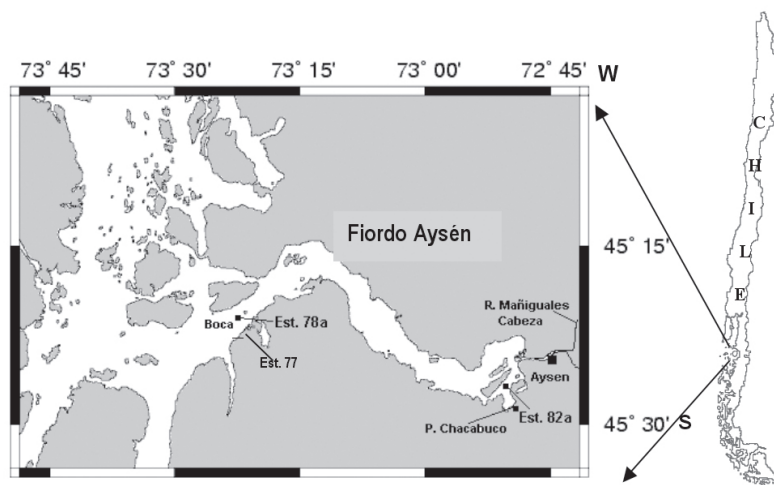 73° 45' 73° 30' 73° 15' 73° 00' 72° 45' W
C
H
I
L
E
Fiordo Aysén
45° 15'
R. Mañiguales
Cabeza
Boca
Est. 78a
Est. 77
Aysen
Est. 82a
P. Chacabuco
45° 30' S